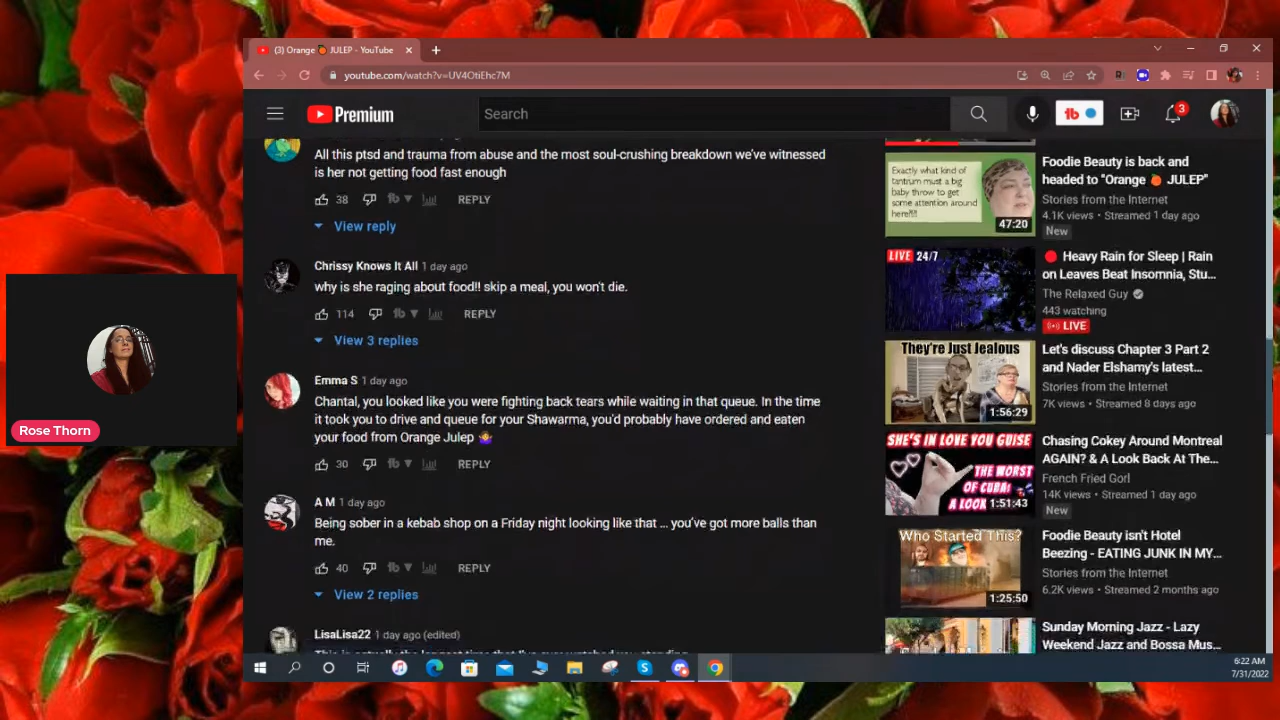 (3) Orange 🍊 JULEP - YouTube
youtube.com/watch?v=UV4OtiEhc7M
Premium
Search
3
All this ptsd and trauma from abuse and the most soul-crushing breakdown we've witnessed
is her not getting food fast enough
38
REPLY
View reply
Chrissy Knows It All 1 day ago
why is she raging about food!! skip a meal, you won't die.
114
REPLY
View 3 replies
Emma S 1 day ago
Chantal, you looked like you were fighting back tears while waiting in that queue. In the time
it took you to drive and queue for your Shawarma, you'd probably have ordered and eaten
your food from Orange Julep 🤷‍♀️
30
REPLY
A M 1 day ago
Being sober in a kebab shop on a Friday night looking like that ... you've got more balls than
me.
40
REPLY
View 2 replies
LisaLisa22 1 day ago (edited)
Exactly what kind of
tantrum must a big
baby throw to get
some attention around
here!!!!
47:20
Foodie Beauty is back and
headed to "Orange 🍊 JULEP"
Stories from the Internet
4.1K views • Streamed 1 day ago
New
LIVE 24/7
🔴 Heavy Rain for Sleep | Rain
on Leaves Beat Insomnia, Stu...
The Relaxed Guy
443 watching
LIVE
They're Just Jealous
1:56:29
Let's discuss Chapter 3 Part 2
and Nader Elshamy's latest...
Stories from the Internet
7K views • Streamed 8 days ago
SHE'S IN LOVE YOU GUISE
THE WORST
OF CUBA:
A LOOK
1:51:43
Chasing Cokey Around Montreal
AGAIN? & A Look Back At The...
French Fried Gorl
14K views • Streamed 1 day ago
New
Who Started This?
1:25:50
Foodie Beauty isn't Hotel
Beezing - EATING JUNK IN MY...
Stories from the Internet
6.2K views • Streamed 2 months ago
Sunday Morning Jazz - Lazy
Weekend Jazz and Bossa Mus...
Rose Thorn
6:22 AM
7/31/2022